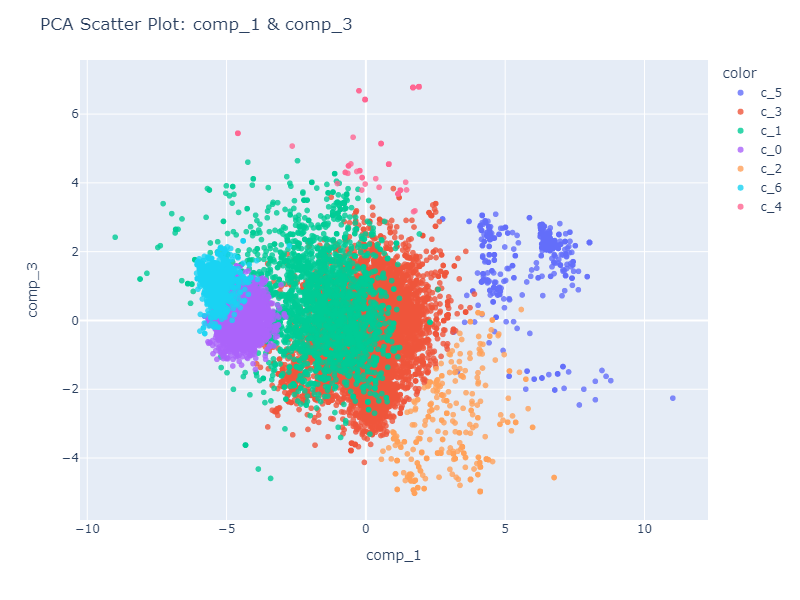 PCA Scatter Plot: comp_1 & comp_3
color
c_5
c_3
c_1
c_0
c_2
c_6
c_4
comp_3
6
4
2
0
−2
−4
−10
−5
0
5
10
comp_1